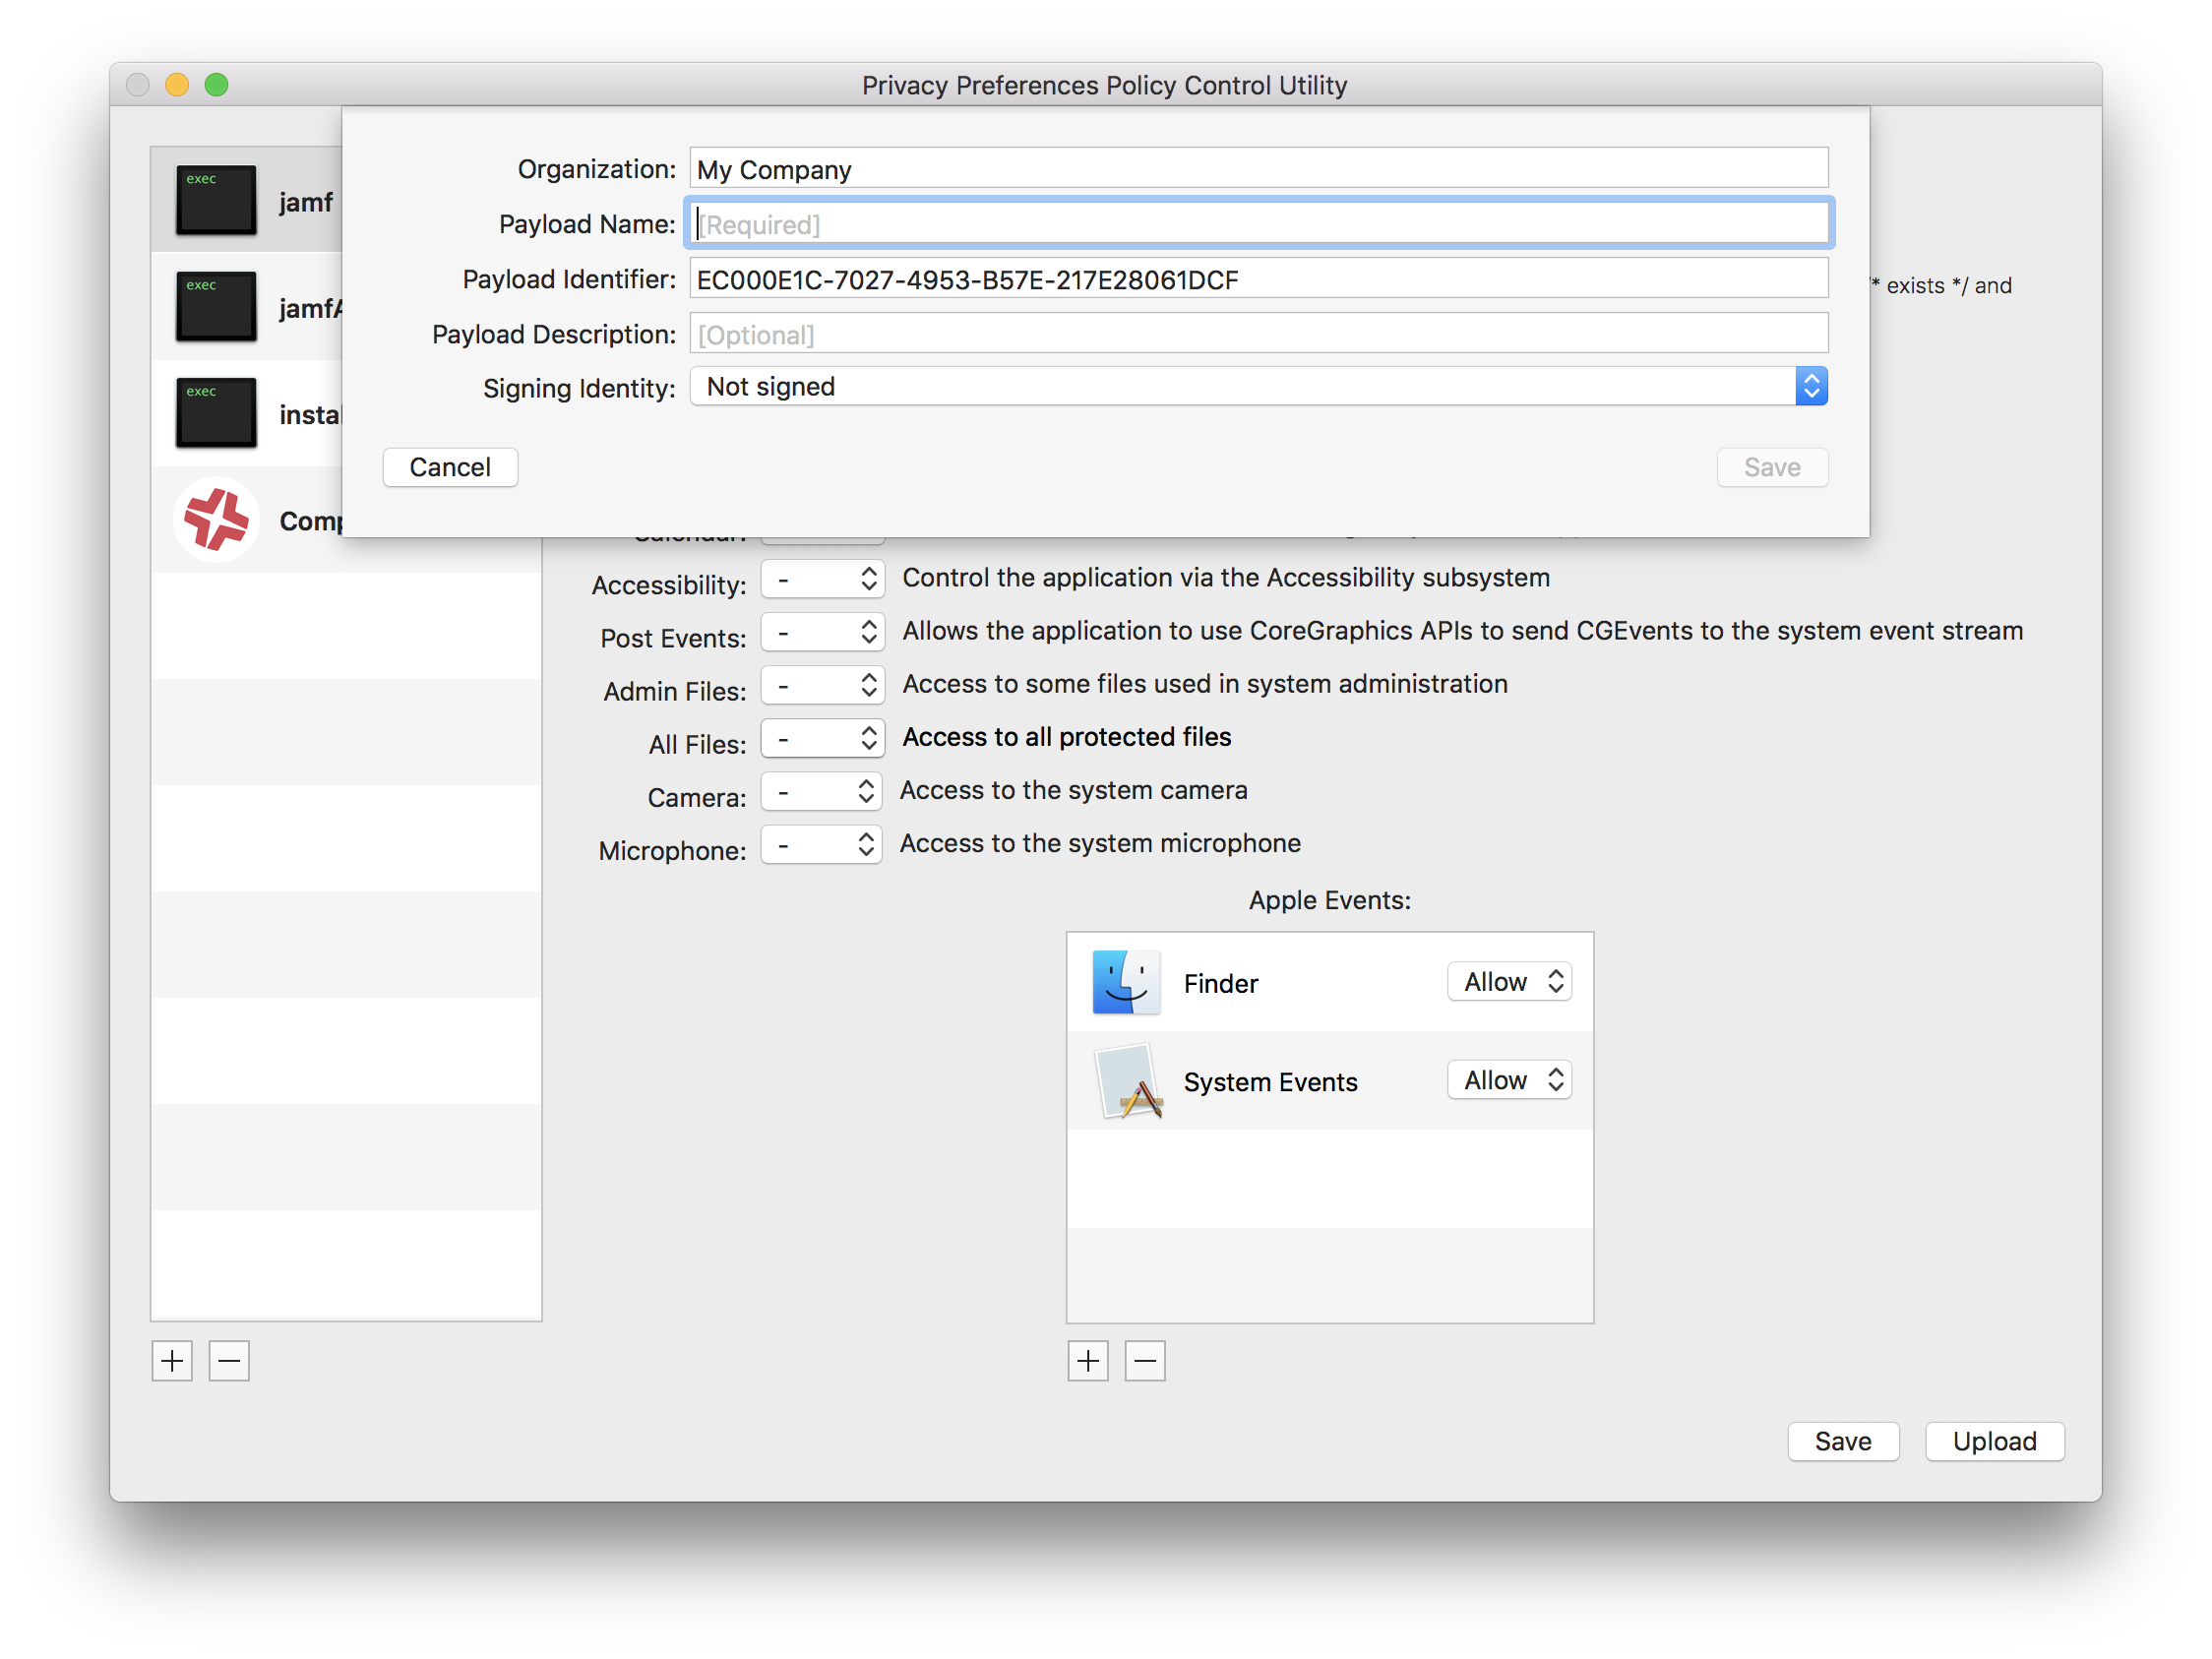 Privacy Preferences Policy Control Utility
Organization: My Company
Payload Name: [Required]
Payload Identifier: EC000E1C-7027-4953-B57E-217E28061DCF
Payload Description: [Optional]
Signing Identity: Not signed
Cancel Save
exec
jamf
exec
jamfA
exec
instal
Comp
* exists */ and
Calendar:
Accessibility: - Control the application via the Accessibility subsystem
Post Events: - Allows the application to use CoreGraphics APIs to send CGEvents to the system event stream
Admin Files: - Access to some files used in system administration
All Files: - Access to all protected files
Camera: - Access to the system camera
Microphone: - Access to the system microphone
Apple Events:
Finder Allow
System Events Allow
Save Upload